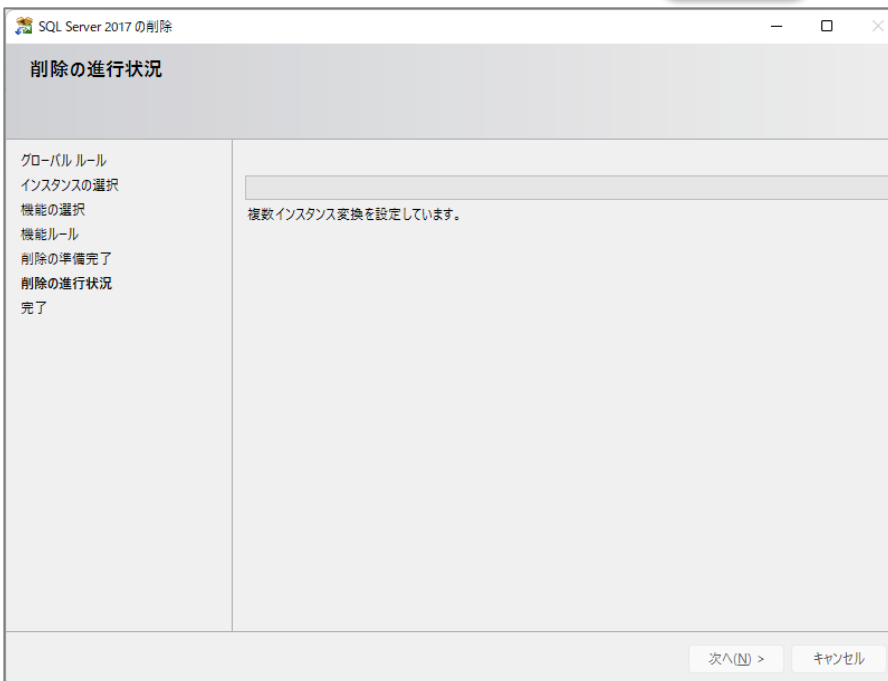 SQL Server 2017 の削除
削除の進行状況
グローバル ルール
インスタンスの選択
機能の選択
機能ルール
削除の準備完了
削除の進行状況
完了
複数インスタンス変換を設定しています。
次へ(N) >
キャンセル